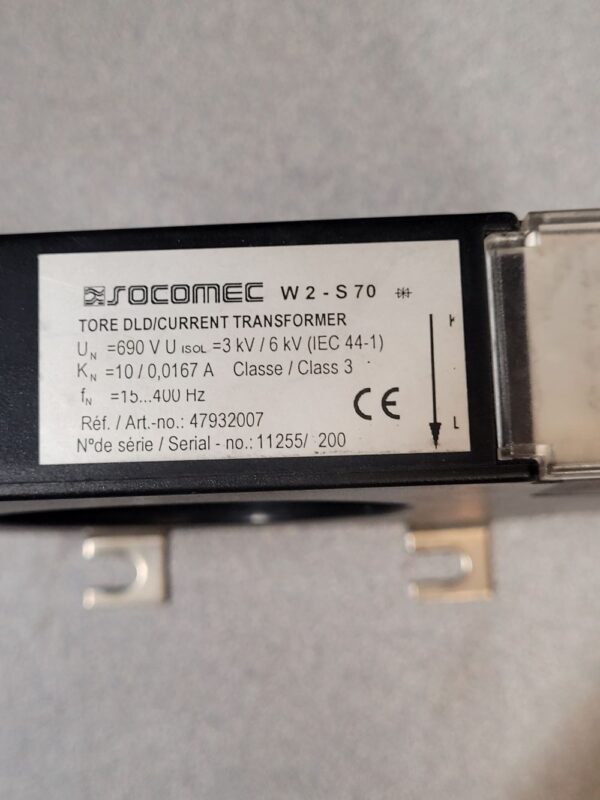 SOCOMEC W2-S70
TORE DLD/CURRENT TRANSFORMER
UN =690 V U ISOL =3 kV / 6 kV (IEC 44-1)
KN =10 / 0,0167 A Classe / Class 3
fN =15...400 Hz
CE
Réf. / Art.-no.: 47932007
N°de série / Serial - no.: 11255/ 200
K
L